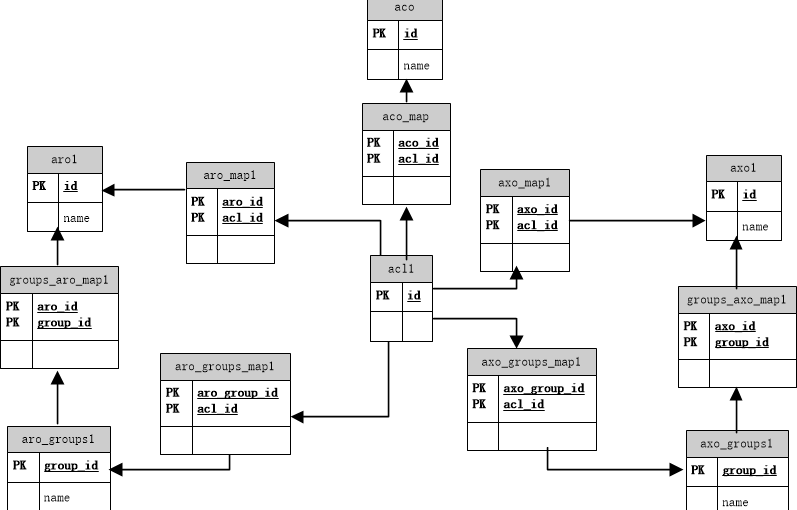 aco
PK id
name
aco_map
PK aco_id
PK acl_id
aro1
PK id
name
aro_map1
PK aro_id
PK acl_id
axo_map1
PK axo_id
PK acl_id
axo1
PK id
name
acl1
PK id
groups_aro_map1
PK aro_id
PK group_id
groups_axo_map1
PK axo_id
PK group_id
aro_groups_map1
PK aro_group_id
PK acl_id
axo_groups_map1
PK axo_group_id
PK acl_id
aro_groups1
PK group_id
name
axo_groups1
PK group_id
name